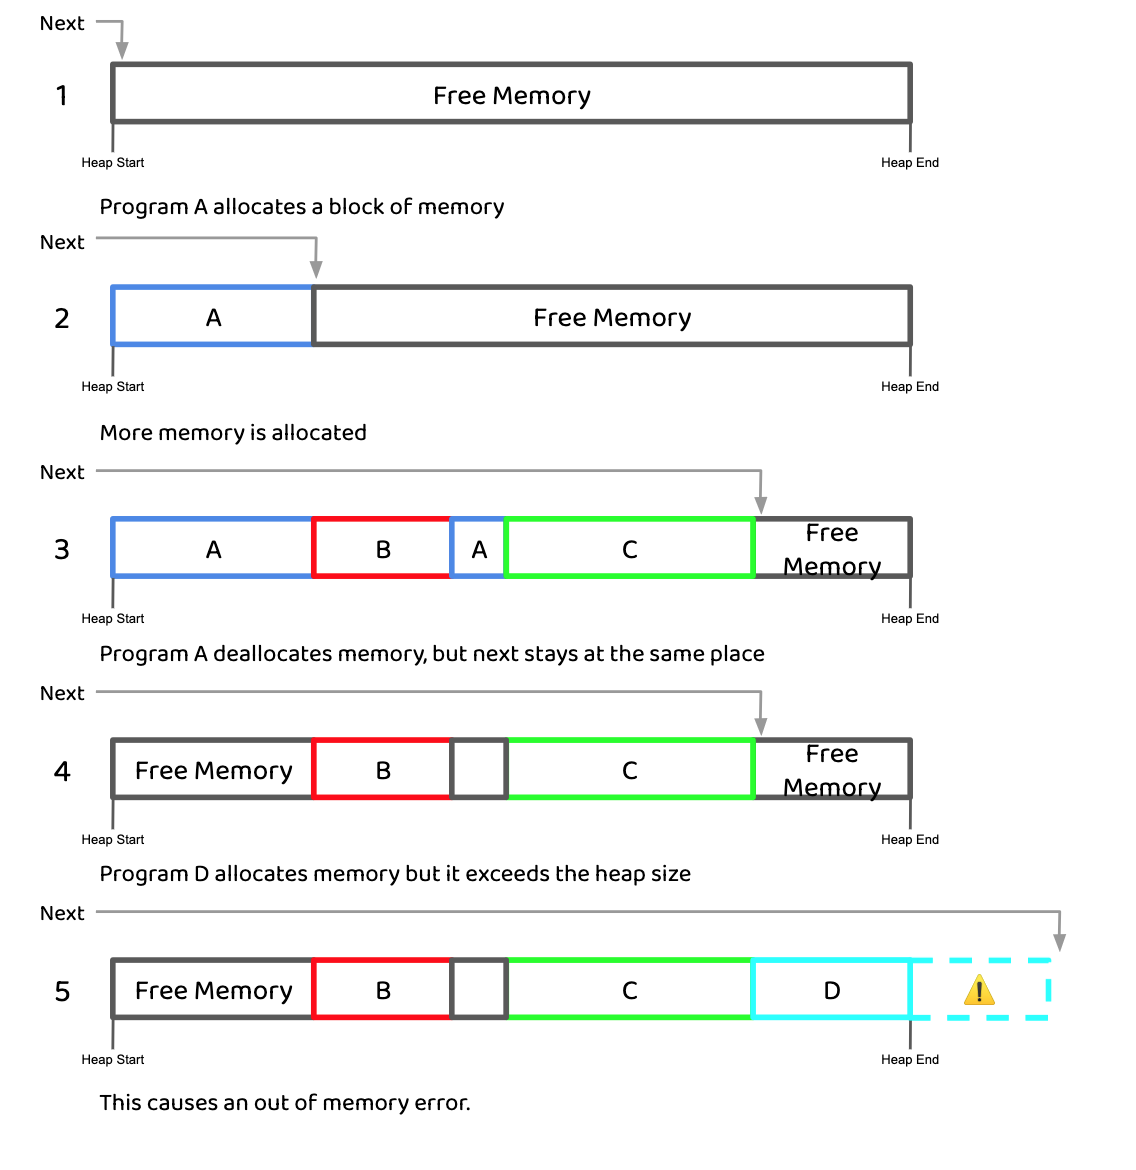 Next
1
Free Memory
Heap Start
Heap End
Program A allocates a block of memory
Next
2
A
Free Memory
Heap Start
Heap End
More memory is allocated
Next
3
A
B
A
C
Free
Memory
Heap Start
Heap End
Program A deallocates memory, but next stays at the same place
Next
4
Free Memory
B
C
Free
Memory
Heap Start
Heap End
Program D allocates memory but it exceeds the heap size
Next
5
Free Memory
B
C
D
Heap Start
Heap End
This causes an out of memory error.